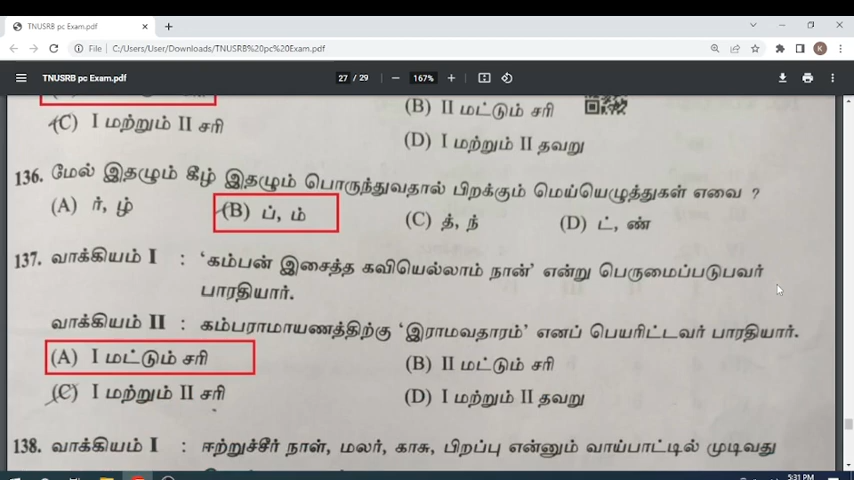 TNUSRB pc Exam.pdf
File C:/Users/User/Downloads/TNUSRB%20pc%20Exam.pdf
K
TNUSRB pc Exam.pdf 27 / 29 167%
(B) II மட்டும் சரி
(C) I மற்றும் II சரி
(D) I மற்றும் II தவறு
136. மேல் இதழும் கீழ் இதழும் பொருந்துவதால் பிறக்கும் மெய்யெழுத்துகள் எவை ?
(A) ர், ழ் (B) ப், ம் (C) த், ந் (D) ட், ண்
137. வாக்கியம் I : 'கம்பன் இசைத்த கவியெல்லாம் நான்' என்று பெருமைப்படுபவர்
பாரதியார்.
வாக்கியம் II : கம்பராமாயணத்திற்கு 'இராமவதாரம்' எனப் பெயரிட்டவர் பாரதியார்.
(A) I மட்டும் சரி (B) II மட்டும் சரி
(C) I மற்றும் II சரி (D) I மற்றும் II தவறு
138. வாக்கியம் I : ஈற்றுச்சீர் நாள், மலர், காசு, பிறப்பு என்னும் வாய்பாட்டில் முடிவது
5:31 PM